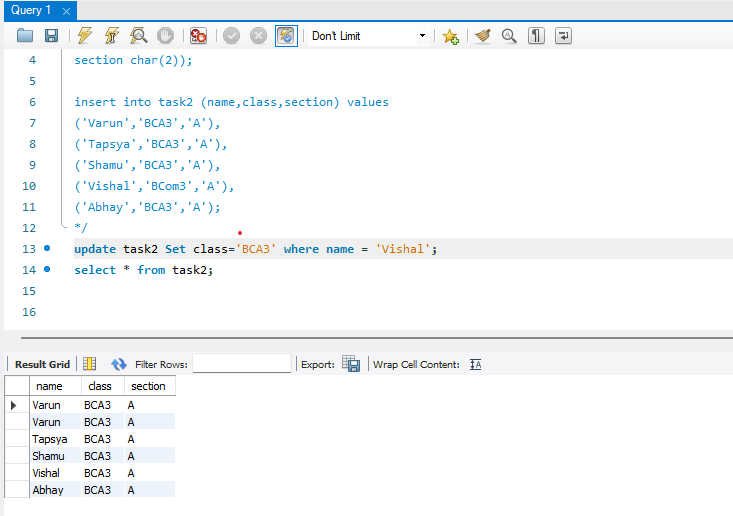 Query 1
Don't Limit
4 section char(2));
5
6 insert into task2 (name,class,section) values
7 ('Varun','BCA3','A'),
8 ('Tapsya','BCA3','A'),
9 ('Shamu','BCA3','A'),
10 ('Vishal','BCom3','A'),
11 ('Abhay','BCA3','A');
12 */
13 update task2 Set class='BCA3' where name = 'Vishal';
14 select * from task2;
15
16
Result Grid Filter Rows: Export: Wrap Cell Content:
name class section
Varun BCA3 A
Varun BCA3 A
Tapsya BCA3 A
Shamu BCA3 A
Vishal BCA3 A
Abhay BCA3 A